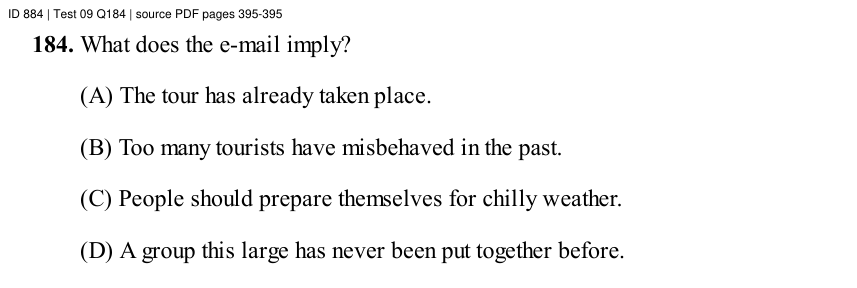 ID 884 | Test 09 Q184 | source PDF pages 395-395
184. What does the e-mail imply?
(A) The tour has already taken place.
(B) Too many tourists have misbehaved in the past.
(C) People should prepare themselves for chilly weather.
(D) A group this large has never been put together before.